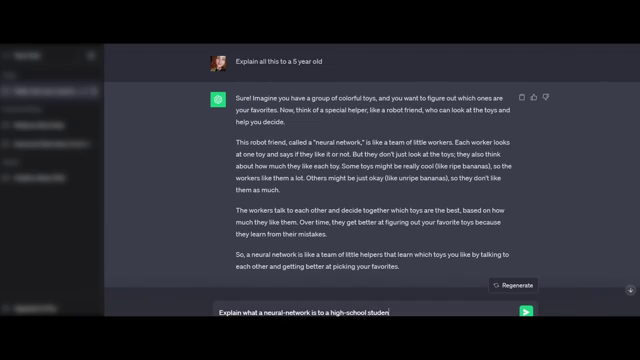 Explain all this to a 5 year old
Sure! Imagine you have a group of colorful toys, and you want to figure out which ones are
your favorites. Now, think of a special helper, like a robot friend, who can look at the toys and
help you decide.
This robot friend, called a "neural network," is like a team of little workers. Each worker looks
at one toy and says if they like it or not. But they don't just look at the toys; they also think
about how much they like each toy. Some toys might be really cool (like ripe bananas), so the
workers like them a lot. Others might be just okay (like unripe bananas), so they don't like
them as much.
The workers talk to each other and decide together which toys are the best, based on how
much they like them. Over time, they get better at figuring out your favorite toys because
they learn from their mistakes.
So, a neural network is like a team of little helpers that learn which toys you like by talking to
each other and getting better at picking your favorites.
Regenerate
Explain what a neural-network is to a high-school studen